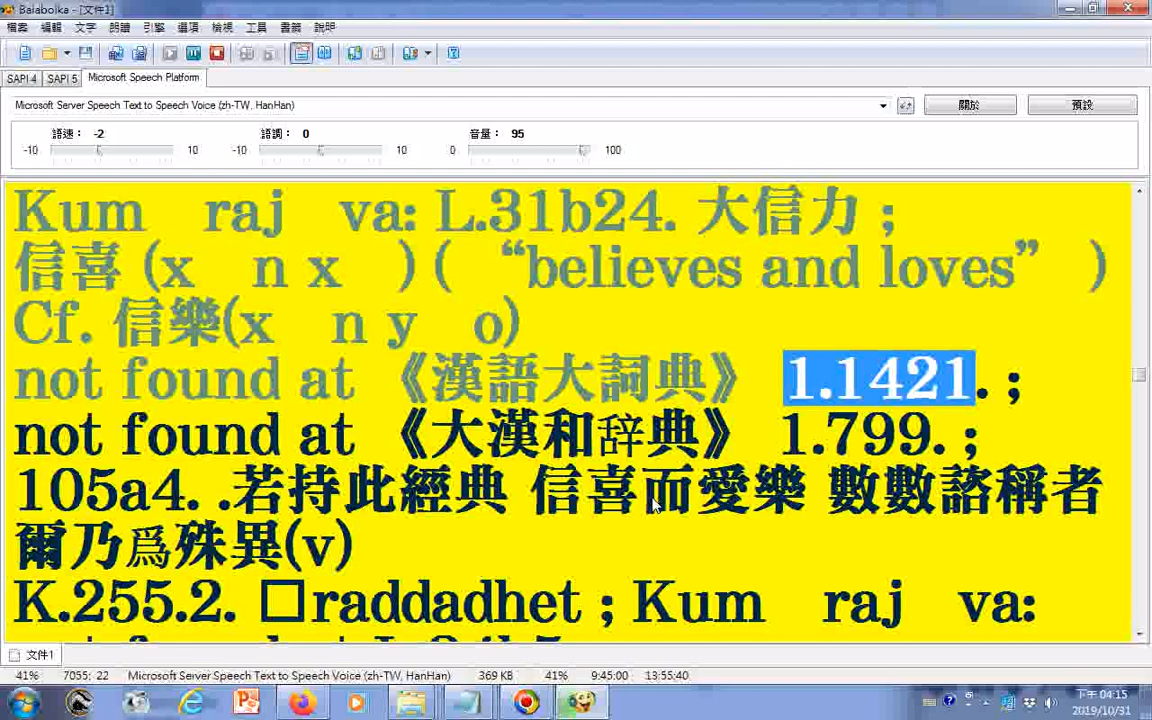 Balabolka - [文件1]
檔案 編輯 文字 朗讀 引擎 選項 檢視 工具 書籤 說明
SAPI 4 SAPI 5 Microsoft Speech Platform
Microsoft Server Speech Text to Speech Voice (zh-TW, HanHan) 關於 預設
語速： -2 語調： 0 音量： 95
-10 10 -10 10 0 100
Kum raj va: L.31b24. 大信力 ;
信喜 (x n x )( “believes and loves” )
Cf. 信樂(x n y o)
not found at 《漢語大詞典》 1.1421. ;
not found at 《大漢和辞典》 1.799. ;
105a4. .若持此經典 信喜而愛樂 數數諮稱者
爾乃爲殊異(v)
K.255.2. □raddadhet ; Kum raj va:
文件1
41% 7055: 22 Microsoft Server Speech Text to Speech Voice (zh-TW, HanHan) 369 KB 41% 9:45:00 13:55:40
下午 04:15
2019/10/31